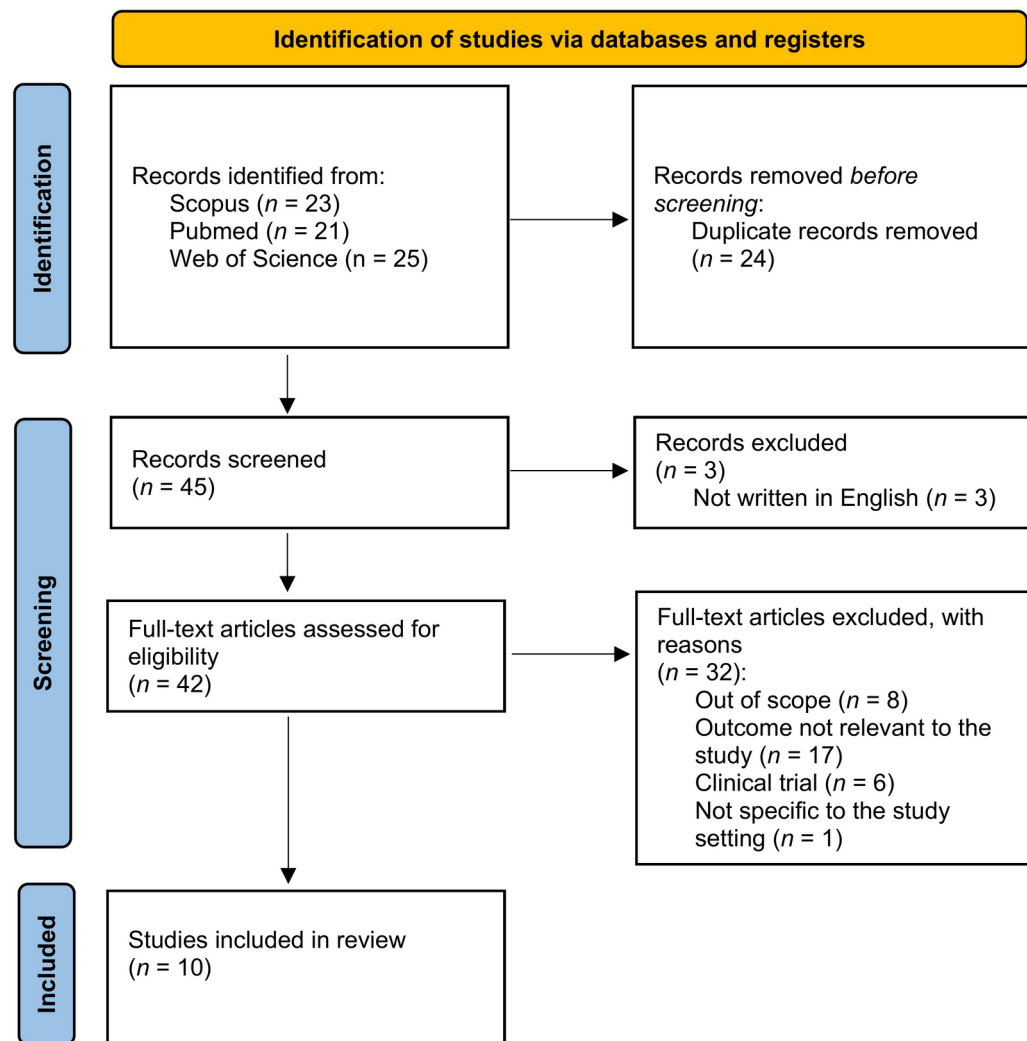 Identification of studies via databases and registers
Identification
Records identified from:
Scopus (n = 23)
Pubmed (n = 21)
Web of Science (n = 25)
Records removed before
screening:
Duplicate records removed
(n = 24)
Screening
Records screened
(n = 45)
Records excluded
(n = 3)
Not written in English (n = 3)
Full-text articles assessed for
eligibility
(n = 42)
Full-text articles excluded, with
reasons
(n = 32):
Out of scope (n = 8)
Outcome not relevant to the
study (n = 17)
Clinical trial (n = 6)
Not specific to the study
setting (n = 1)
Included
Studies included in review
(n = 10)